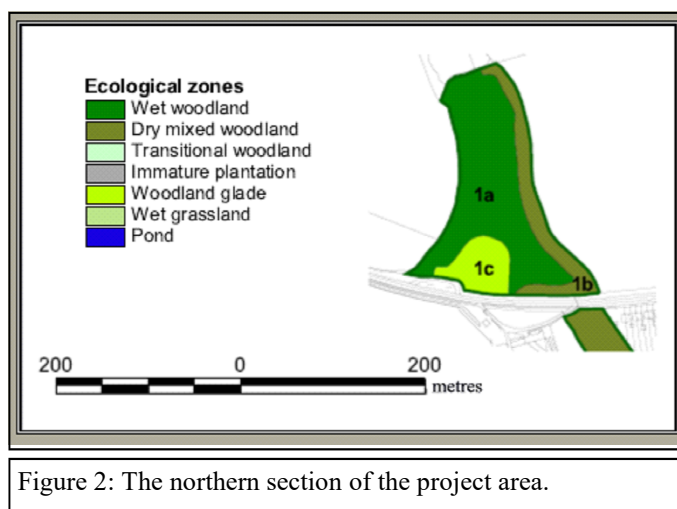 Ecological zones
Wet woodland
Dry mixed woodland
Transitional woodland
Immature plantation
Woodland glade
Wet grassland
Pond
1a
1c
1b
200 0 200
metres
Figure 2: The northern section of the project area.